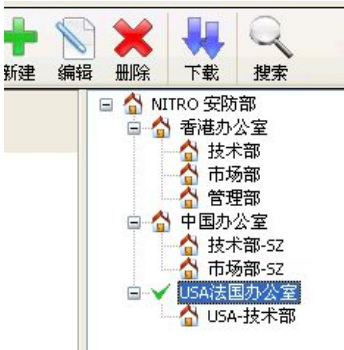 新建 编辑 删除 下载 搜索
NITRO 安防部
香港办公室
技术部
市场部
管理部
中国办公室
技术部-SZ
市场部-SZ
USA法国办公室
USA-技术部